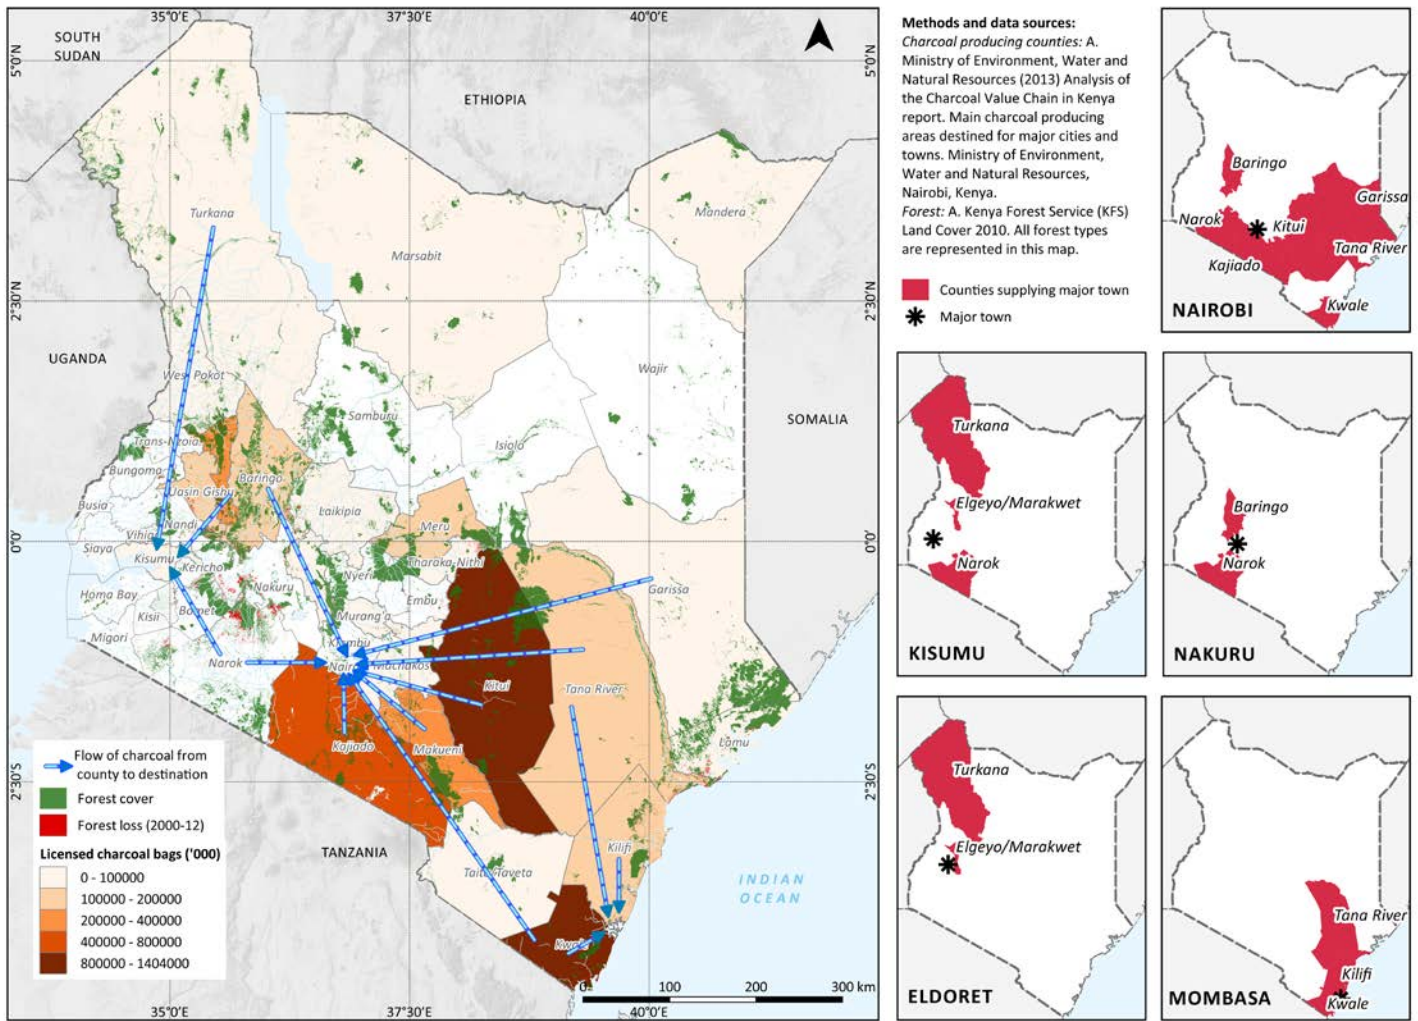 35°0'E
37°30'E
40°0'E
SOUTH
SUDAN
5°0'N
5°0'N
ETHIOPIA
Turkana
Mandera
Marsabit
2°30'N
2°30'N
UGANDA
West Pokot
Wajir
SOMALIA
Samburu
Trans-Nzoia
Isiolo
Bungoma
Baringo
Uasin Gishu
Busia
Laikipia
Meru
Nandi
Vihiga
0°0'
0°0'
Siaya
Kisumu
Kericho
Tharaka-Nithi
Nyeri
Nakuru
Garissa
Homa Bay
Embu
Kisii
Bomet
Murang'a
Migori
Kiambu
Narok
Nairobi
Machakos
Kitui
Tana River
Kajiado
Makueni
Lamu
2°30'S
2°30'S
TANZANIA
Kilifi
Taita Taveta
INDIAN
OCEAN
Kwale
Flow of charcoal from
county to destination
Forest cover
Forest loss (2000-12)
Licensed charcoal bags ('000)
0 - 100000
100000 - 200000
200000 - 400000
400000 - 800000
800000 - 1404000
0 100 200 300 km
35°0'E
37°30'E
40°0'E
Methods and data sources:
Charcoal producing counties: A.
Ministry of Environment, Water and
Natural Resources (2013) Analysis of
the Charcoal Value Chain in Kenya
report. Main charcoal producing
areas destined for major cities and
towns. Ministry of Environment,
Water and Natural Resources,
Nairobi, Kenya.
Forest: A. Kenya Forest Service (KFS)
Land Cover 2010. All forest types
are represented in this map.
Counties supplying major town
Major town
Baringo
Garissa
Narok
Kitui
Tana River
Kajiado
Kwale
NAIROBI
Turkana
Elgeyo/Marakwet
Narok
KISUMU
Baringo
Narok
NAKURU
Turkana
Elgeyo/Marakwet
ELDORET
Tana River
Kilifi
Kwale
MOMBASA